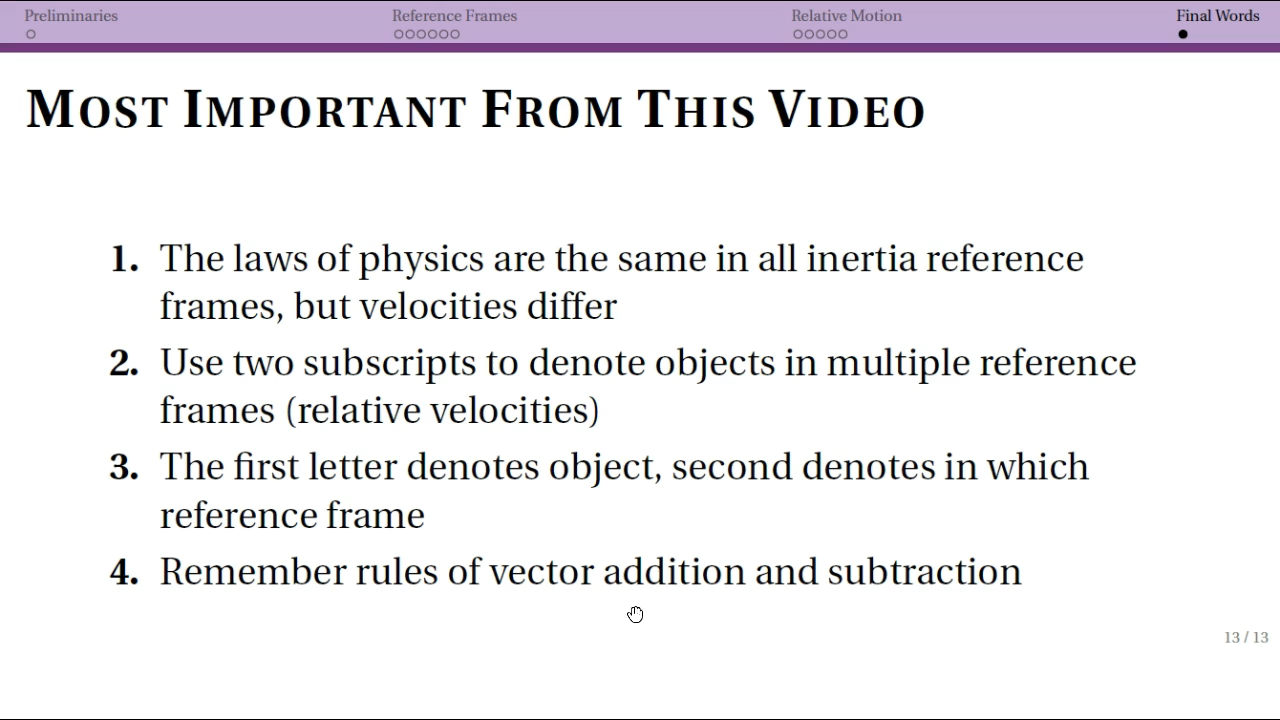 Preliminaries Reference Frames Relative Motion Final Words
MOST IMPORTANT FROM THIS VIDEO
1. The laws of physics are the same in all inertia reference
frames, but velocities differ
2. Use two subscripts to denote objects in multiple reference
frames (relative velocities)
3. The first letter denotes object, second denotes in which
reference frame
4. Remember rules of vector addition and subtraction
13 / 13